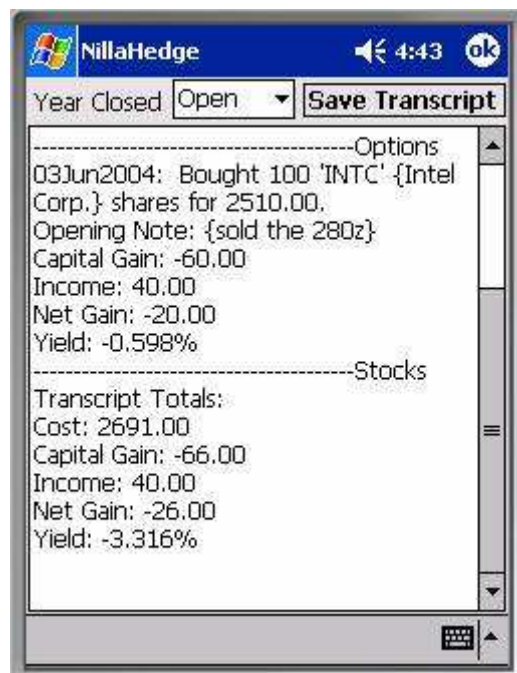 NillaHedge 4:43 ok
Year Closed Open Save Transcript
----------------------------------------Options
03Jun2004:  Bought 100 'INTC' {Intel
Corp.} shares for 2510.00.
Opening Note: {sold the 280z}
Capital Gain: -60.00
Income: 40.00
Net Gain: -20.00
Yield: -0.598%
----------------------------------------Stocks
Transcript Totals:
Cost: 2691.00
Capital Gain: -66.00
Income: 40.00
Net Gain: -26.00
Yield: -3.316%